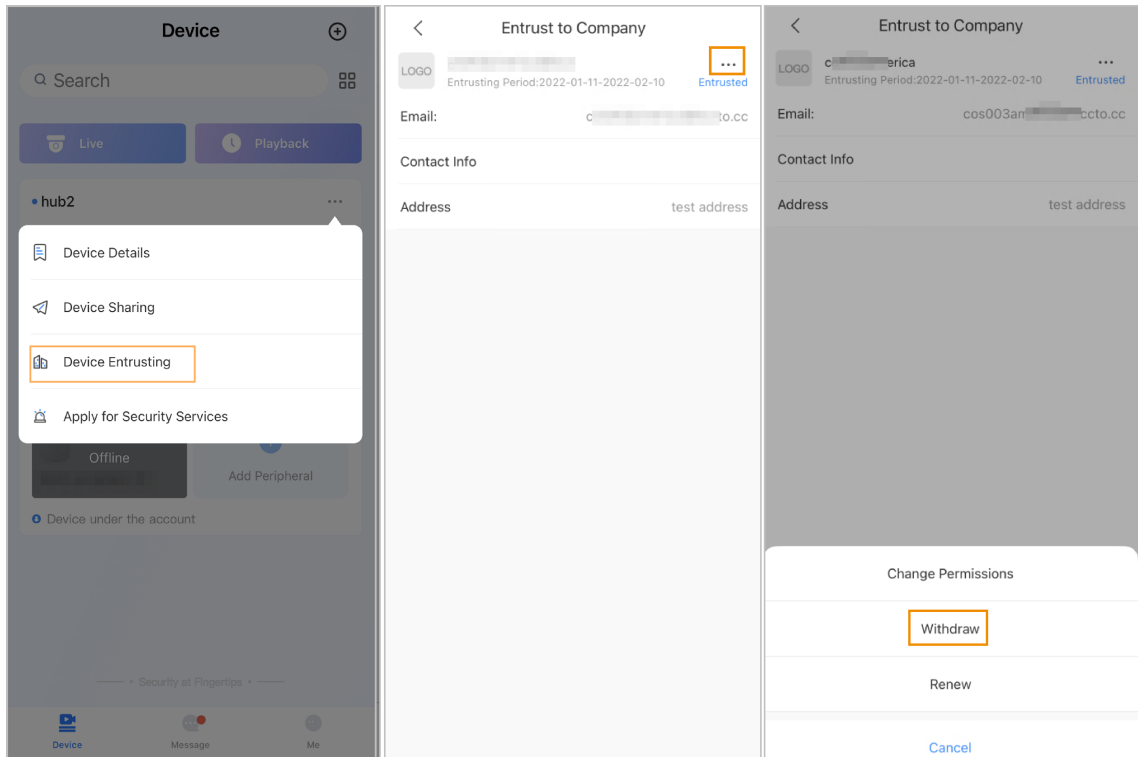 Device
Search
Live
Playback
hub2
Device Details
Device Sharing
Device Entrusting
Apply for Security Services
Offline
Add Peripheral
Device under the account
Security at Fingertips
Device
Message
Me
Entrust to Company
LOGO
Entrusting Period:2022-01-11-2022-02-10
Entrusted
Email: c to.cc
Contact Info
Address test address
Entrust to Company
LOGO
c erica
Entrusting Period:2022-01-11-2022-02-10
Entrusted
Email: cos003am ccto.cc
Contact Info
Address test address
Change Permissions
Withdraw
Renew
Cancel